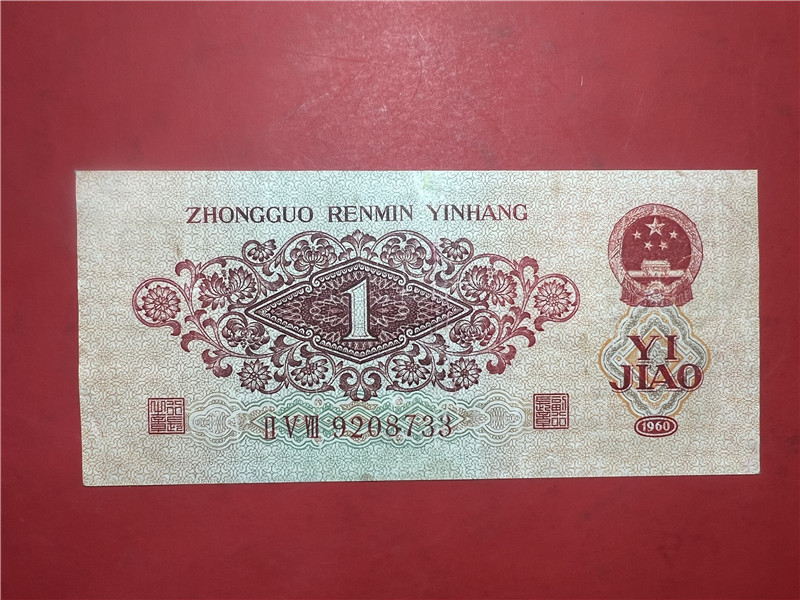 ZHONGGUO RENMIN YINHANG
1
YI
JIAO
II V VIII 9208733
1960